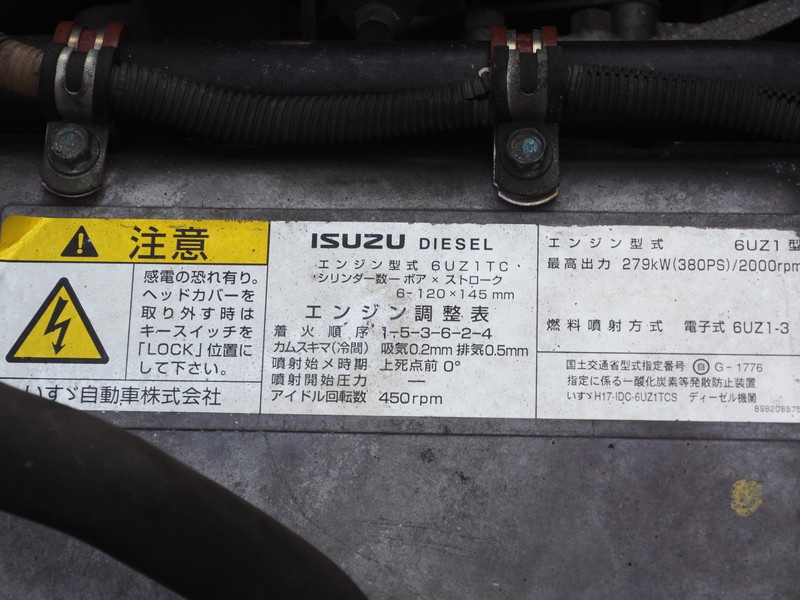 注意
感電の恐れ有り。
ヘッドカバーを
取り外す時は
キースイッチを
「LOCK」位置に
して下さい。
いすゞ自動車株式会社
ISUZU DIESEL
エンジン型式 6UZ1TC
シリンダ数ーボア×ストローク
6-120×145mm
エンジン調整表
着火順序 1-5-3-6-2-4
カムスキマ(冷間) 吸気0.2mm 排気0.5mm
噴射始メ時期 上死点前 0°
噴射開始圧力 ―
アイドル回転数 450rpm
エンジン型式 6UZ1型
最高出力 279kW(380PS)/2000rpm
燃料噴射方式 電子式 6UZ1-3
国土交通省型式指定番号 自 G-1776
指定に係る一酸化炭素等発散防止装置
いすゞH17-IDC-6UZ1TCS ディーゼル機関